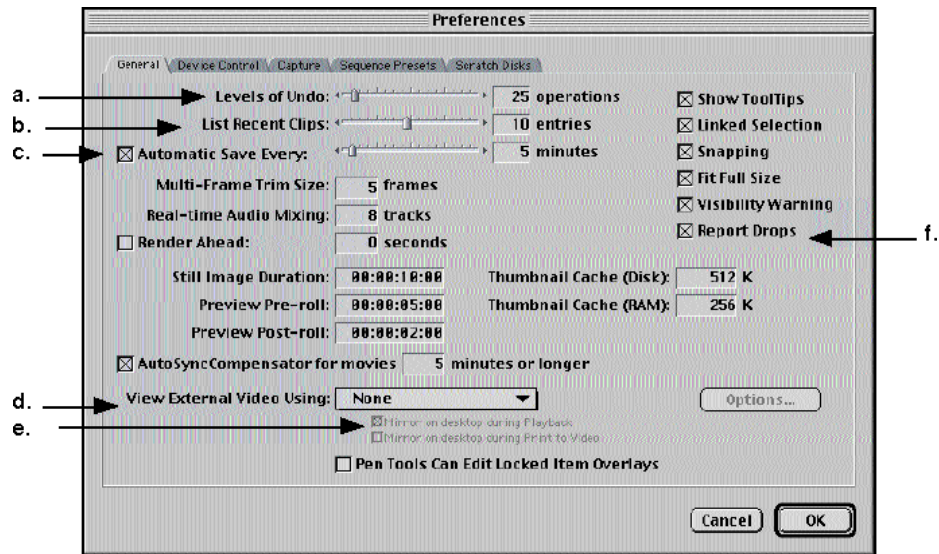 Preferences
General Device Control Capture Sequence Presets Scratch Disks
a. Levels of Undo: 25 operations
Show ToolTips
b. List Recent Clips: 10 entries
Linked Selection
c. Automatic Save Every: 5 minutes
Snapping
Fit Full Size
Multi-Frame Trim Size: 5 frames
Visibility Warning
Real-time Audio Mixing: 8 tracks
Report Drops f.
Render Ahead: 0 seconds
Still Image Duration: 00:00:10:00 Thumbnail Cache (Disk): 512 K
Preview Pre-roll: 00:00:05:00 Thumbnail Cache (RAM): 256 K
Preview Post-roll: 00:00:02:00
AutoSyncCompensator for movies 5 minutes or longer
d. View External Video Using: None Options...
e. Mirror on desktop during Playback
Mirror on desktop during Print to Video
Pen Tools Can Edit Locked Item Overlays
Cancel OK